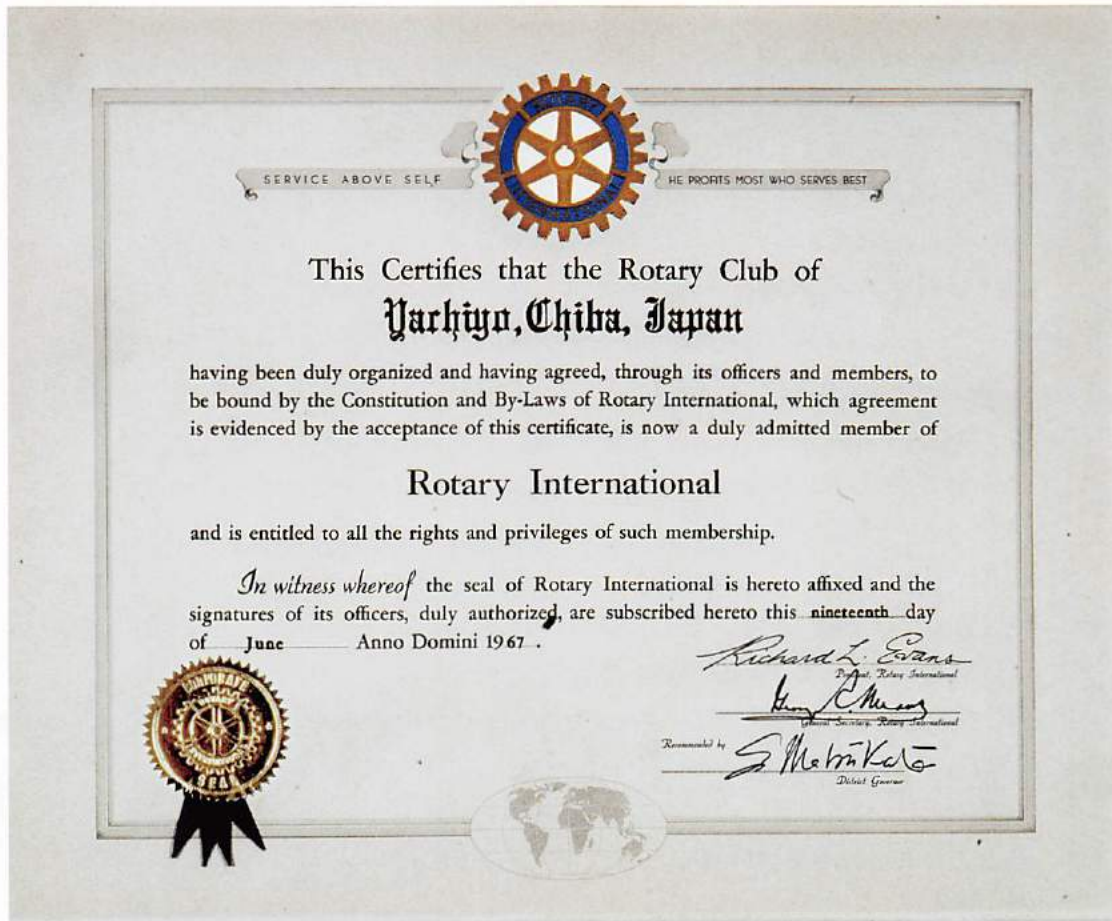 ROTARY
INTERNATIONAL
SERVICE ABOVE SELF
HE PROFITS MOST WHO SERVES BEST
This Certifies that the Rotary Club of
Yachiyo, Chiba, Japan
having been duly organized and having agreed, through its officers and members, to
be bound by the Constitution and By-Laws of Rotary International, which agreement
is evidenced by the acceptance of this certificate, is now a duly admitted member of
Rotary International
and is entitled to all the rights and privileges of such membership.
In witness whereof the seal of Rotary International is hereto affixed and the
signatures of its officers, duly authorized, are subscribed hereto this nineteenth day
of June Anno Domini 1967.
Richard L. Evans
President, Rotary International
General Secretary, Rotary International
Recommended by
District Governor
CORPORATE
SEAL